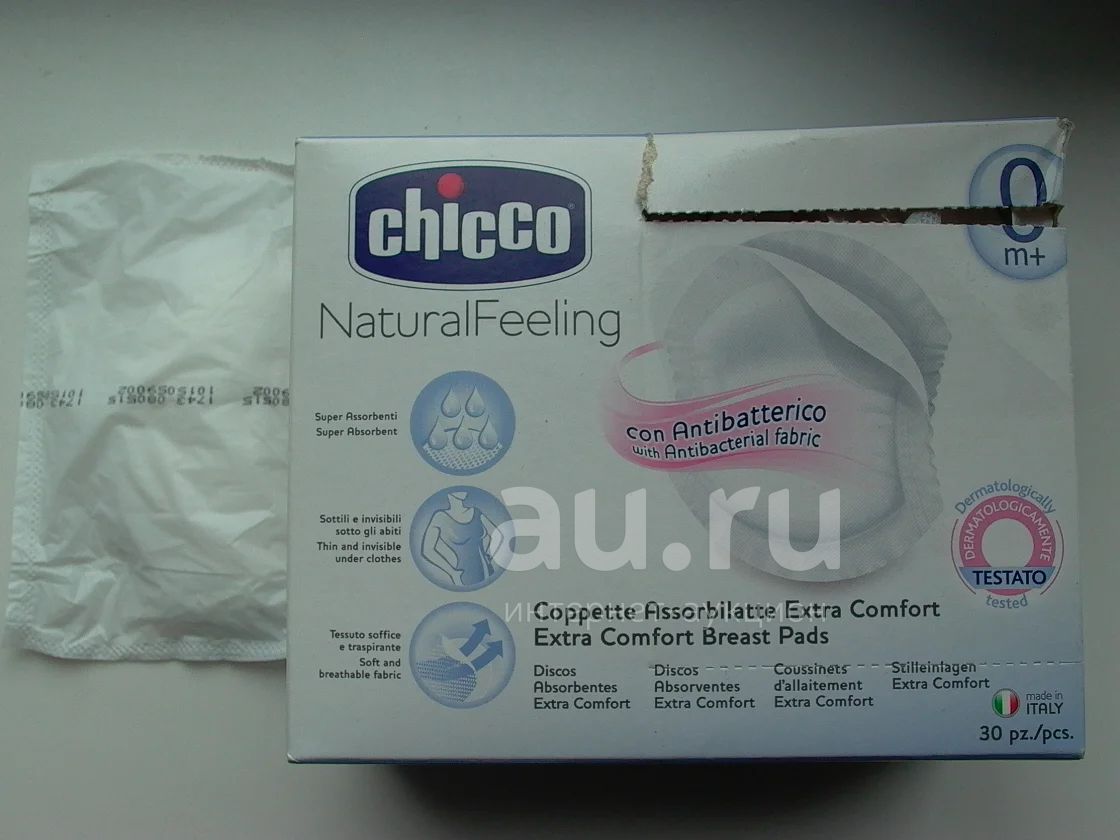 chicco
NaturalFeeling
0
m+
con Antibatterico
with Antibacterial fabric
Super Assorbenti
Super Absorbent
Sottili e invisibili
sotto gli abiti
Thin and invisible
under clothes
Tessuto soffice
e traspirante
Soft and
breathable fabric
Dermatologically
DERMATOLOGICAMENTE
TESTATO
tested
au.ru
интернет-аукцион
Coppette Assorbilatte Extra Comfort
Extra Comfort Breast Pads
Discos
Absorbentes
Extra Comfort
Discos
Absorventes
Extra Comfort
Coussinets
d'allaitement
Extra Comfort
Stilleinlagen
Extra Comfort
made in
ITALY
30 pz./pcs.